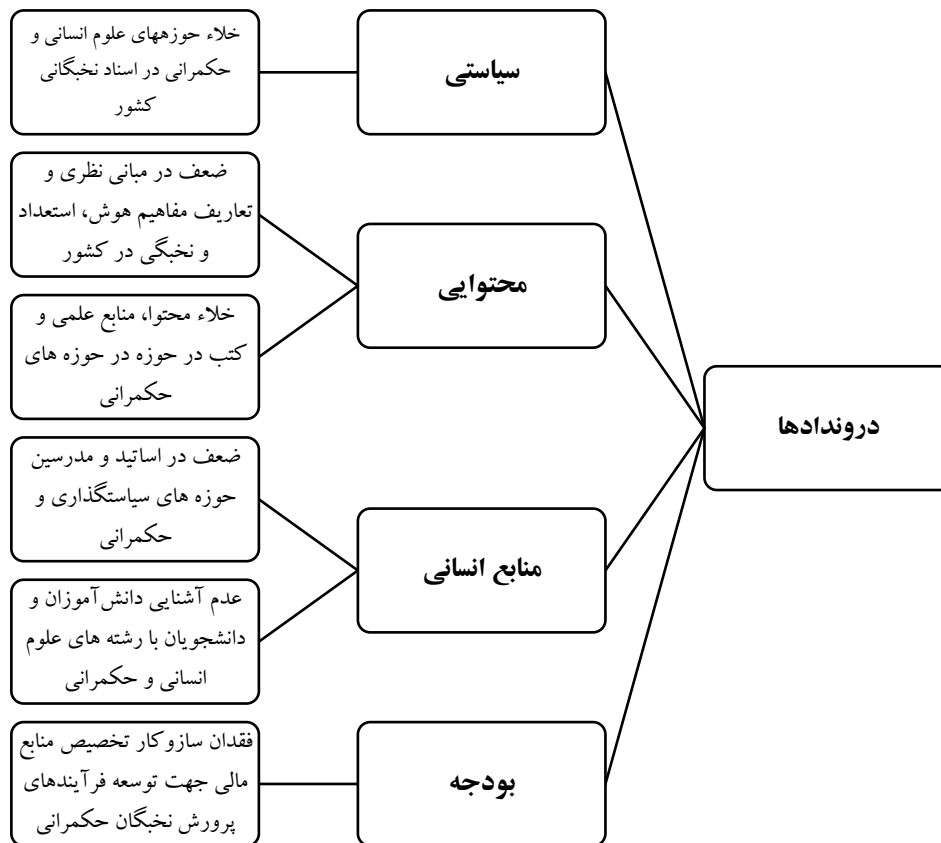 دروندادها
سیاستی
خلاء حوزههای علوم انسانی و
حکمرانی در اسناد نخبگانی
کشور
محتوایی
ضعف در مبانی نظری و
تعاریف مفاهیم هوش، استعداد
و نخبگی در کشور
خلاء محتوا، منابع علمی و
کتب در حوزه در حوزه های
حکمرانی
منابع انسانی
ضعف در اساتید و مدرسین
حوزه های سیاستگذاری و
حکمرانی
عدم آشنایی دانش‌آموزان و
دانشجویان با رشته های علوم
انسانی و حکمرانی
بودجه
فقدان سازوکار تخصیص منابع
مالی جهت توسعه فرآیندهای
پرورش نخبگان حکمرانی